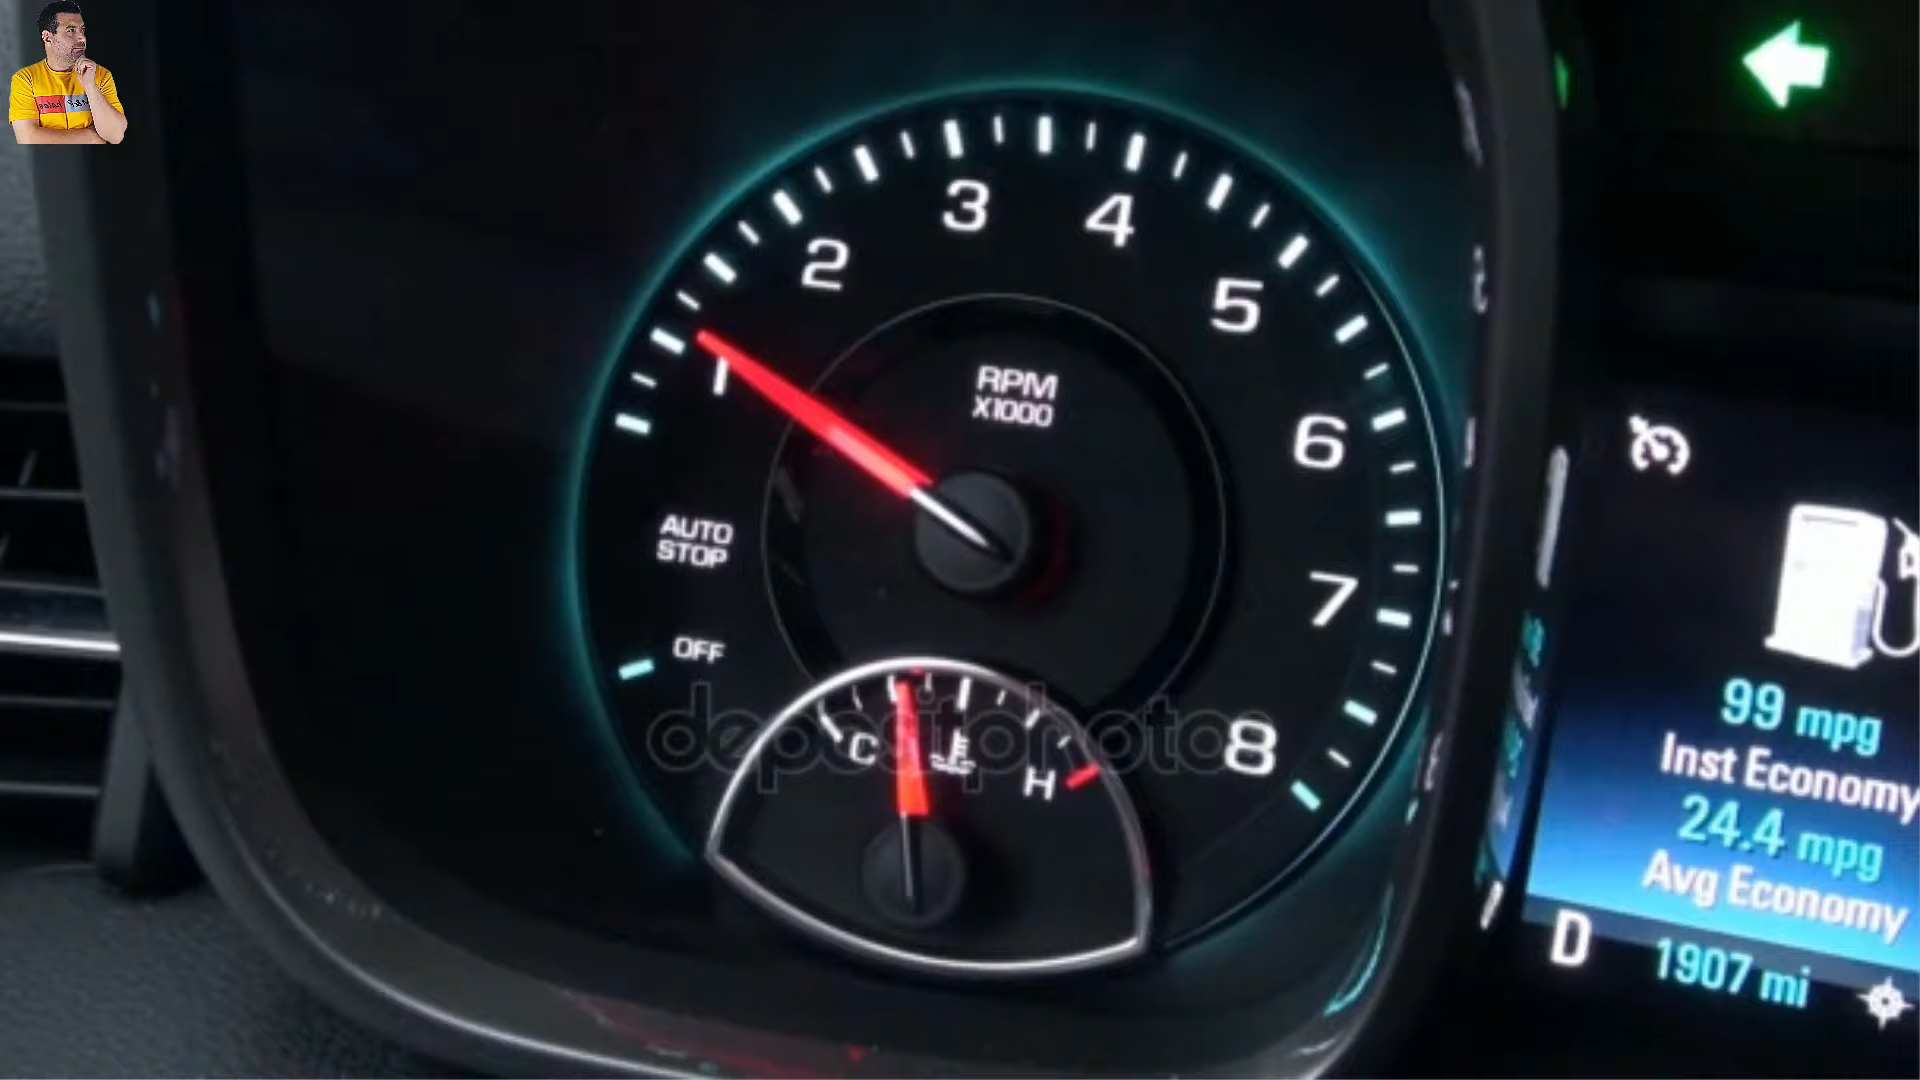 1
2
3
4
5
6
7
8
RPM
X1000
AUTO
STOP
OFF
C
H
depositphotos
99 mpg
Inst Economy
24.4 mpg
Avg Economy
D
1907 mi